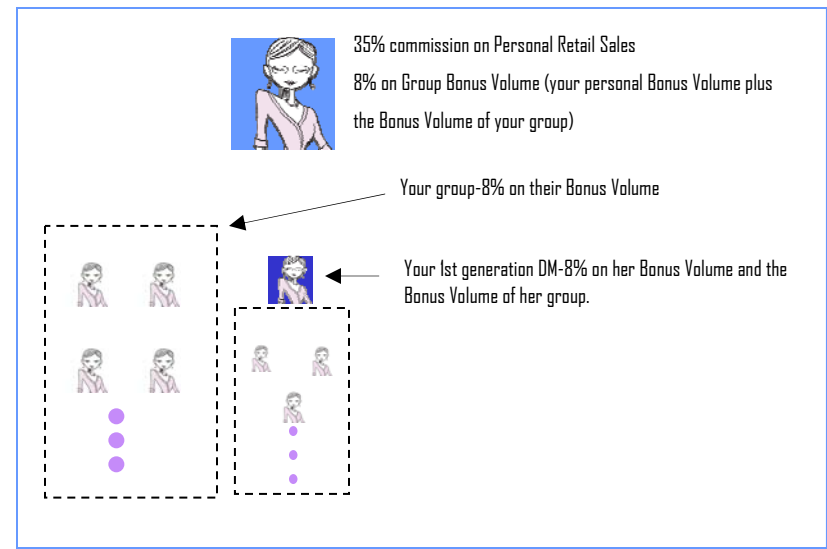 35% commission on Personal Retail Sales
8% on Group Bonus Volume (your personal Bonus Volume plus
the Bonus Volume of your group)
Your group-8% on their Bonus Volume
Your 1st generation DM-8% on her Bonus Volume and the
Bonus Volume of her group.